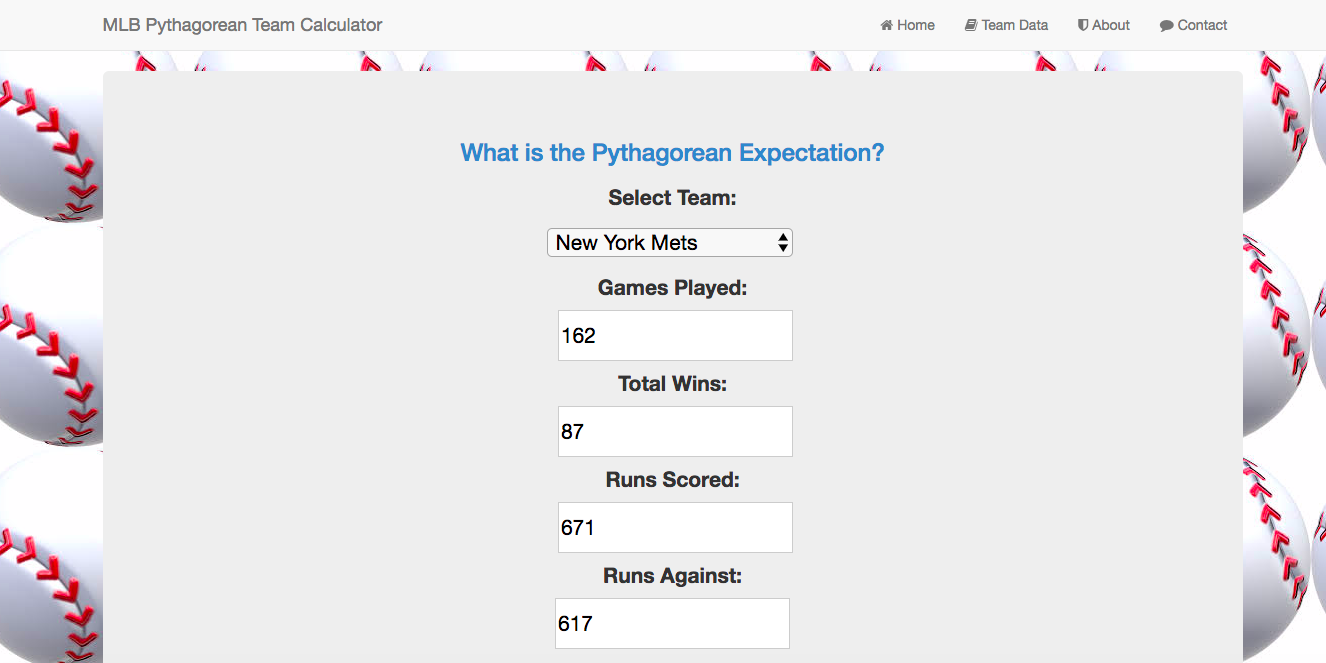 MLB Pythagorean Team Calculator
Home
Team Data
About
Contact
What is the Pythagorean Expectation?
Select Team:
New York Mets
Games Played:
162
Total Wins:
87
Runs Scored:
671
Runs Against:
617